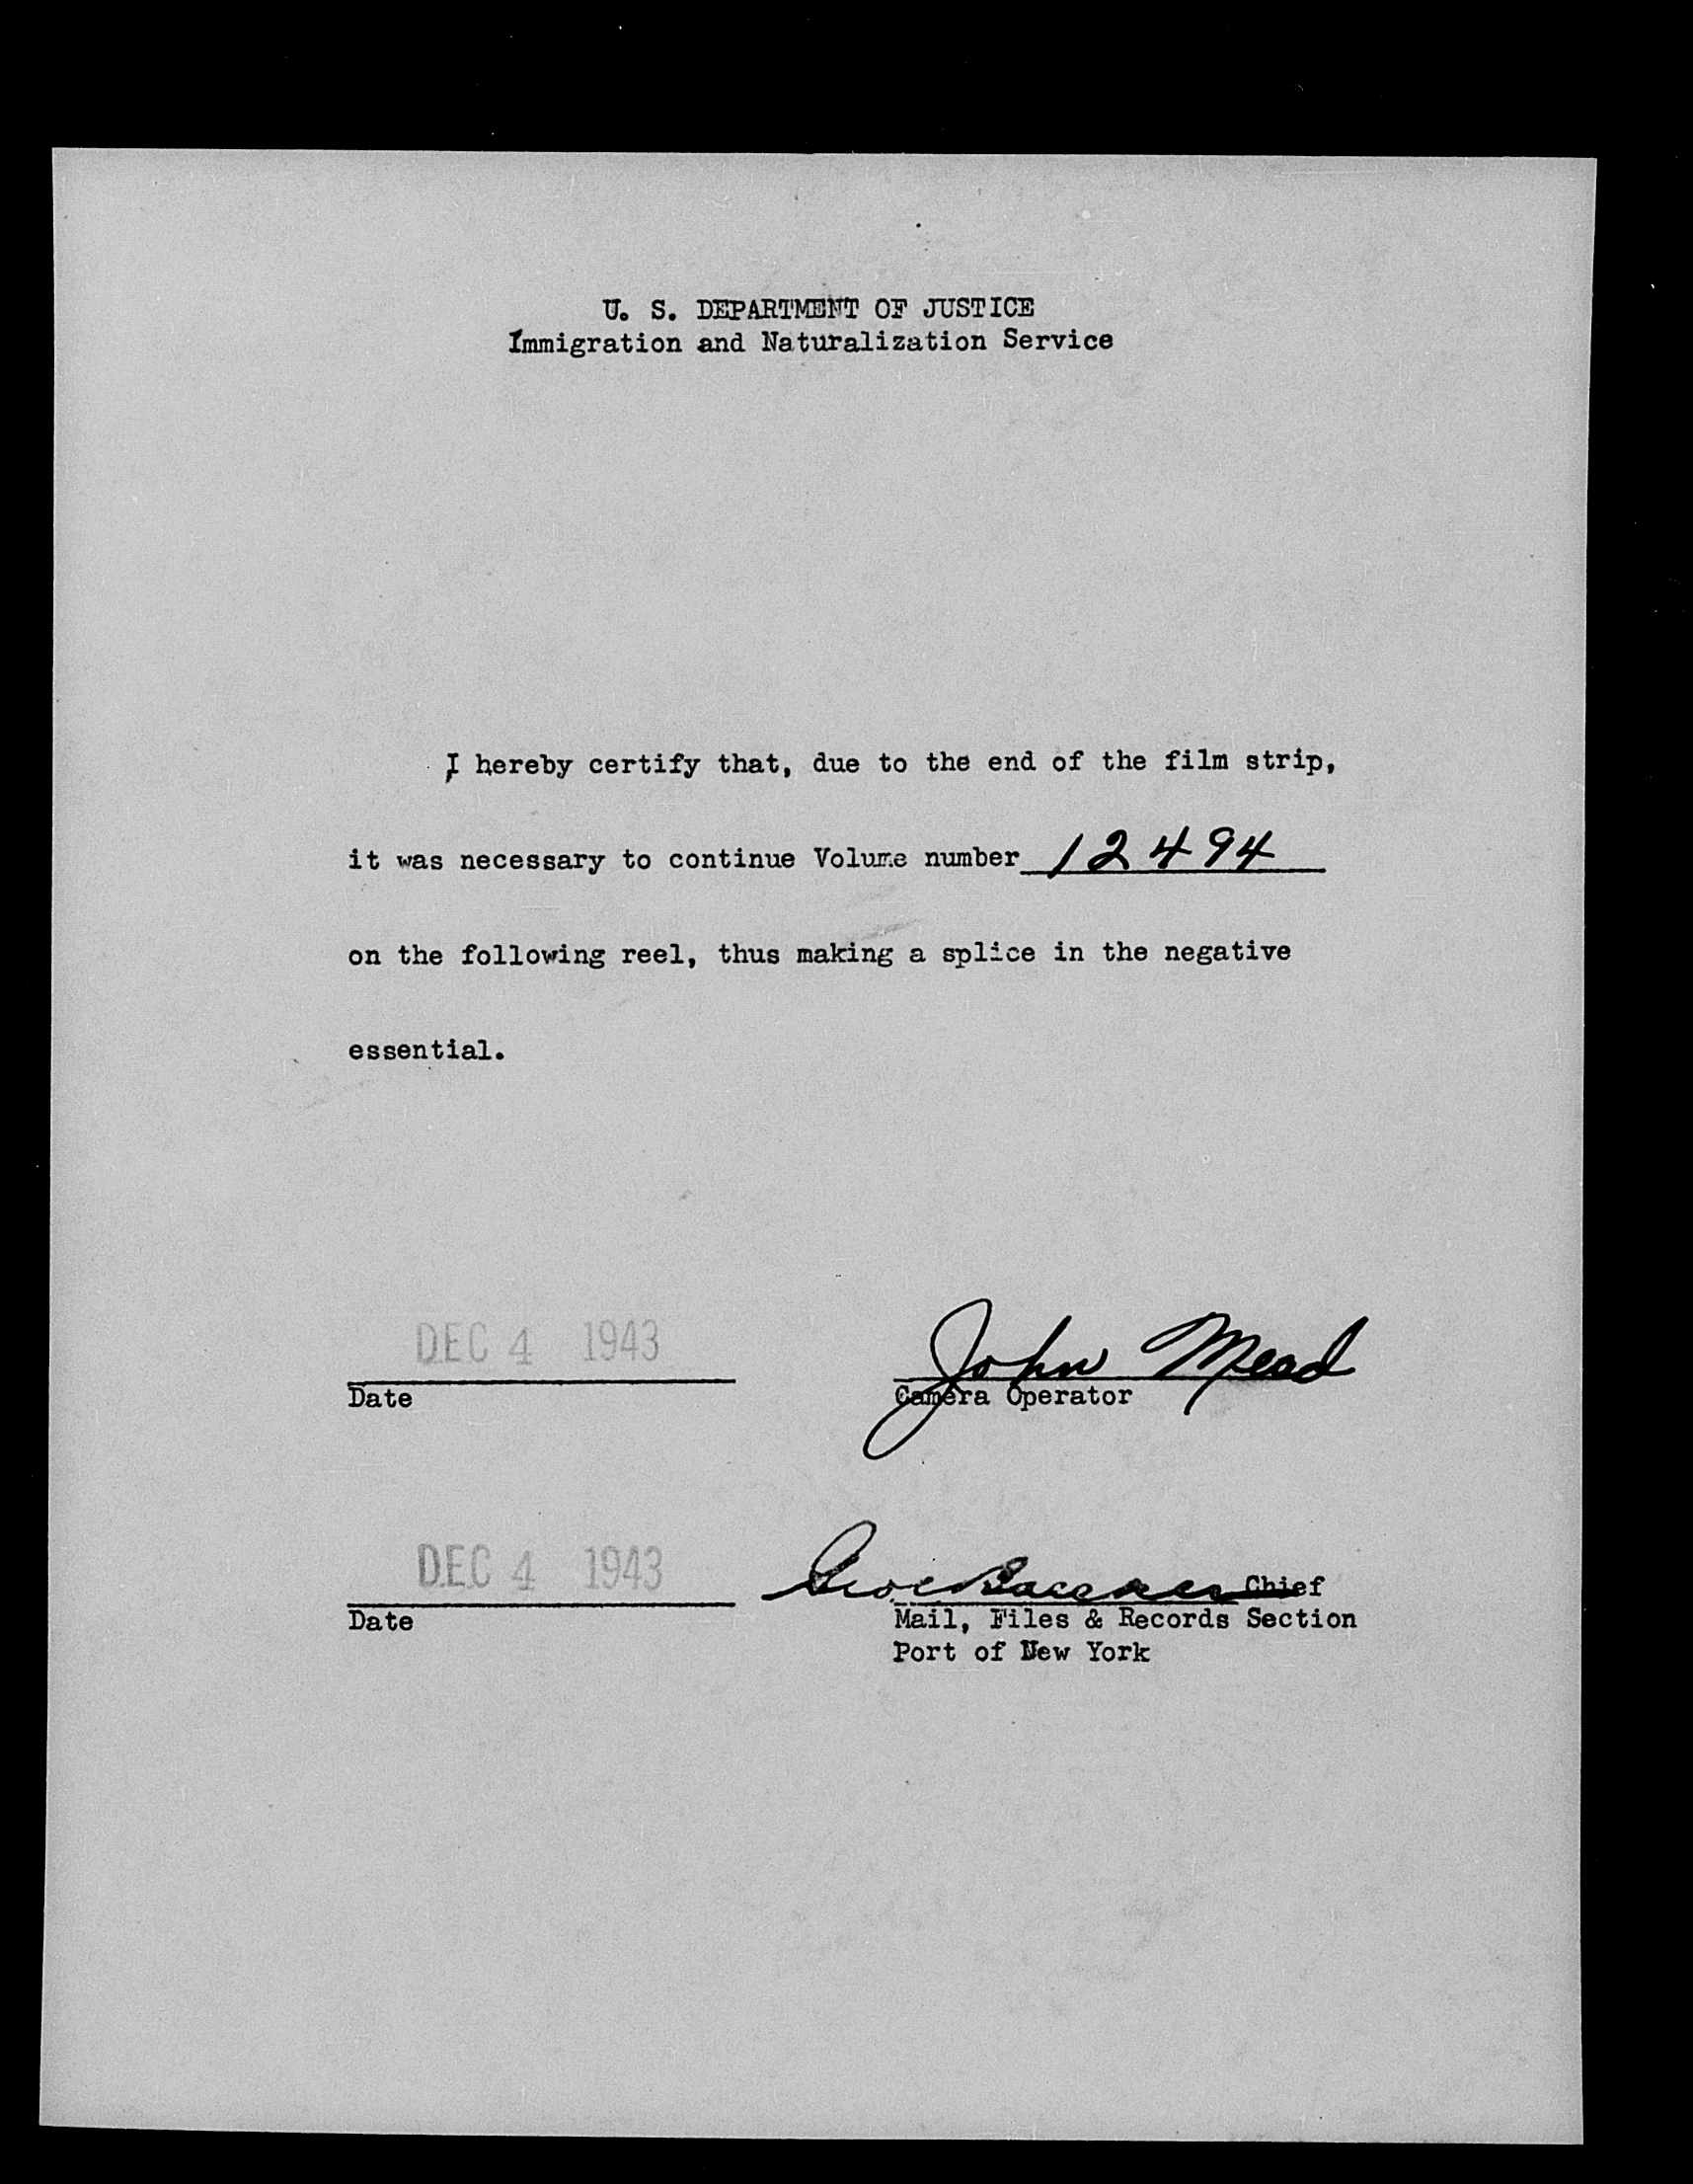 U. S. DEPARTMENT OF JUSTICE
Immigration and Naturalization Service
I hereby certify that, due to the end of the film strip,
it was necessary to continue Volume number 12494
on the following reel, thus making a splice in the negative
essential.
DEC 4 1943 John Mead
Date Camera Operator
DEC 4 1943 Chief
Date Mail, Files & Records Section
Port of New York